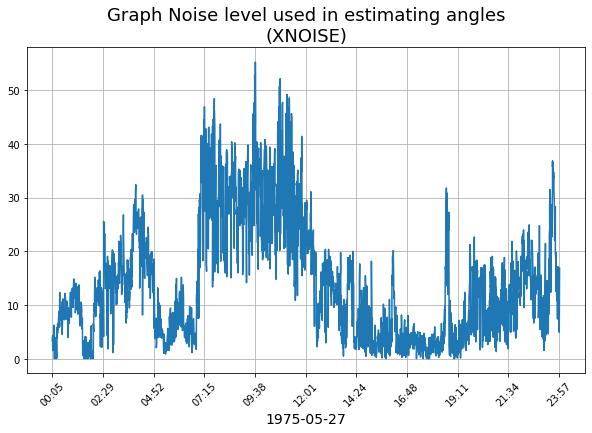 Graph Noise level used in estimating angles
(XNOISE)
50
40
30
20
10
0
00:05 02:29 04:52 07:15 09:38 12:01 14:24 16:48 19:11 21:34 23:57
1975-05-27